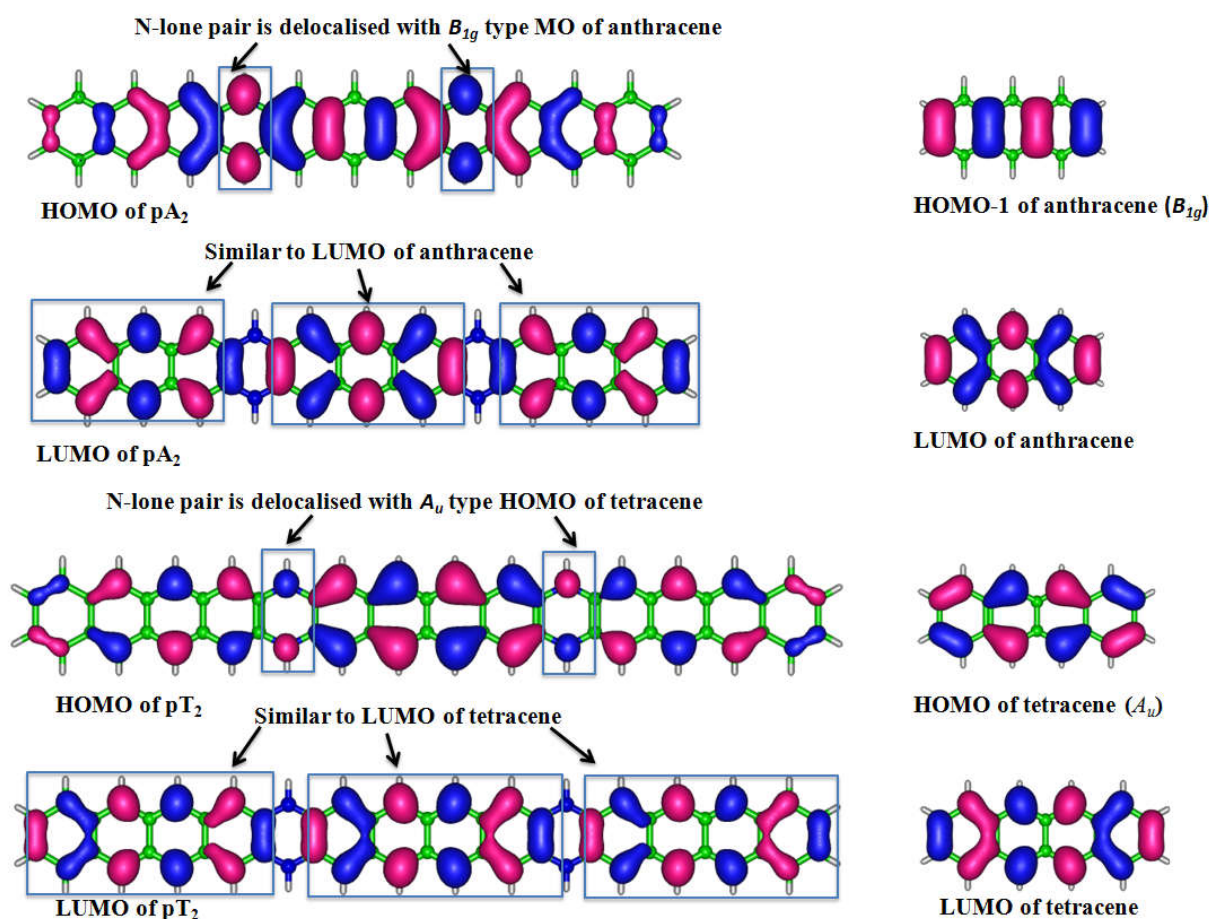 N-lone pair is delocalised with B₁g type MO of anthracene
HOMO of pA₂
HOMO-1 of anthracene (B₁g)
Similar to LUMO of anthracene
LUMO of pA₂
LUMO of anthracene
N-lone pair is delocalised with Aᵤ type HOMO of tetracene
HOMO of pT₂
HOMO of tetracene (Aᵤ)
Similar to LUMO of tetracene
LUMO of pT₂
LUMO of tetracene